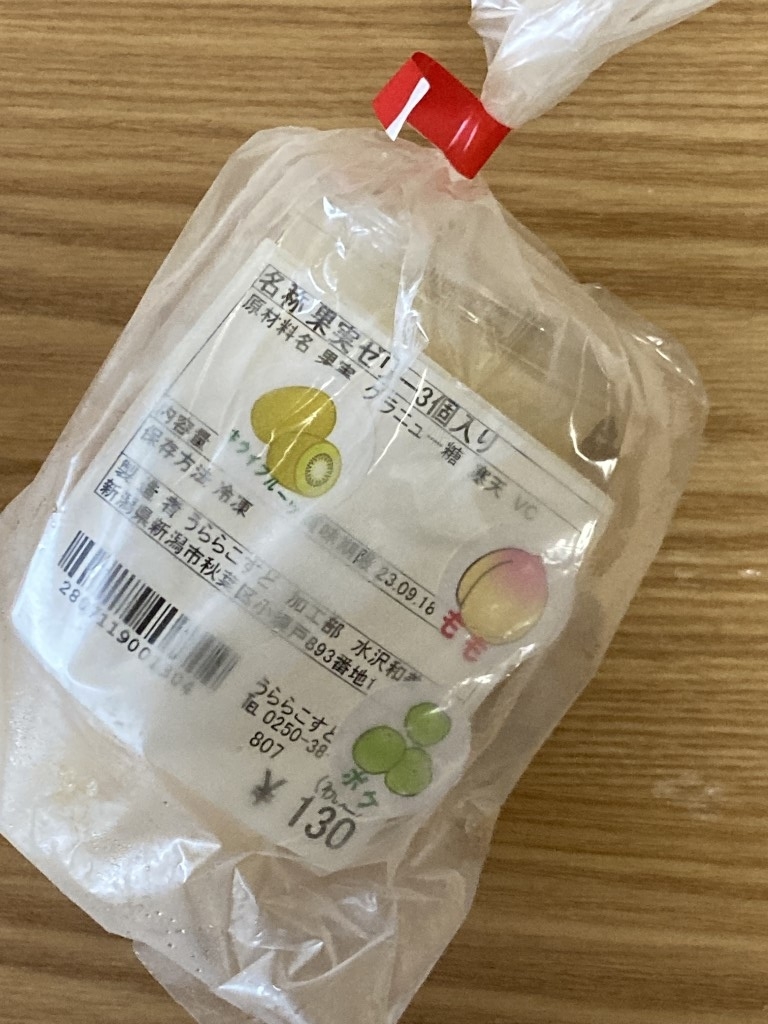 名称 果実ゼリー3個入り
原材料名 果実 グラニュー糖 寒天 VC
内容量
キウイフルーツ
保存方法 冷凍
賞味期限 23.09.16
製造者 うららこすど 加工部 水沢和
新潟県新潟市秋葉区小須戸893番地1
もも
うららこすど
TEL 0250-38-
807
ポケ
¥130